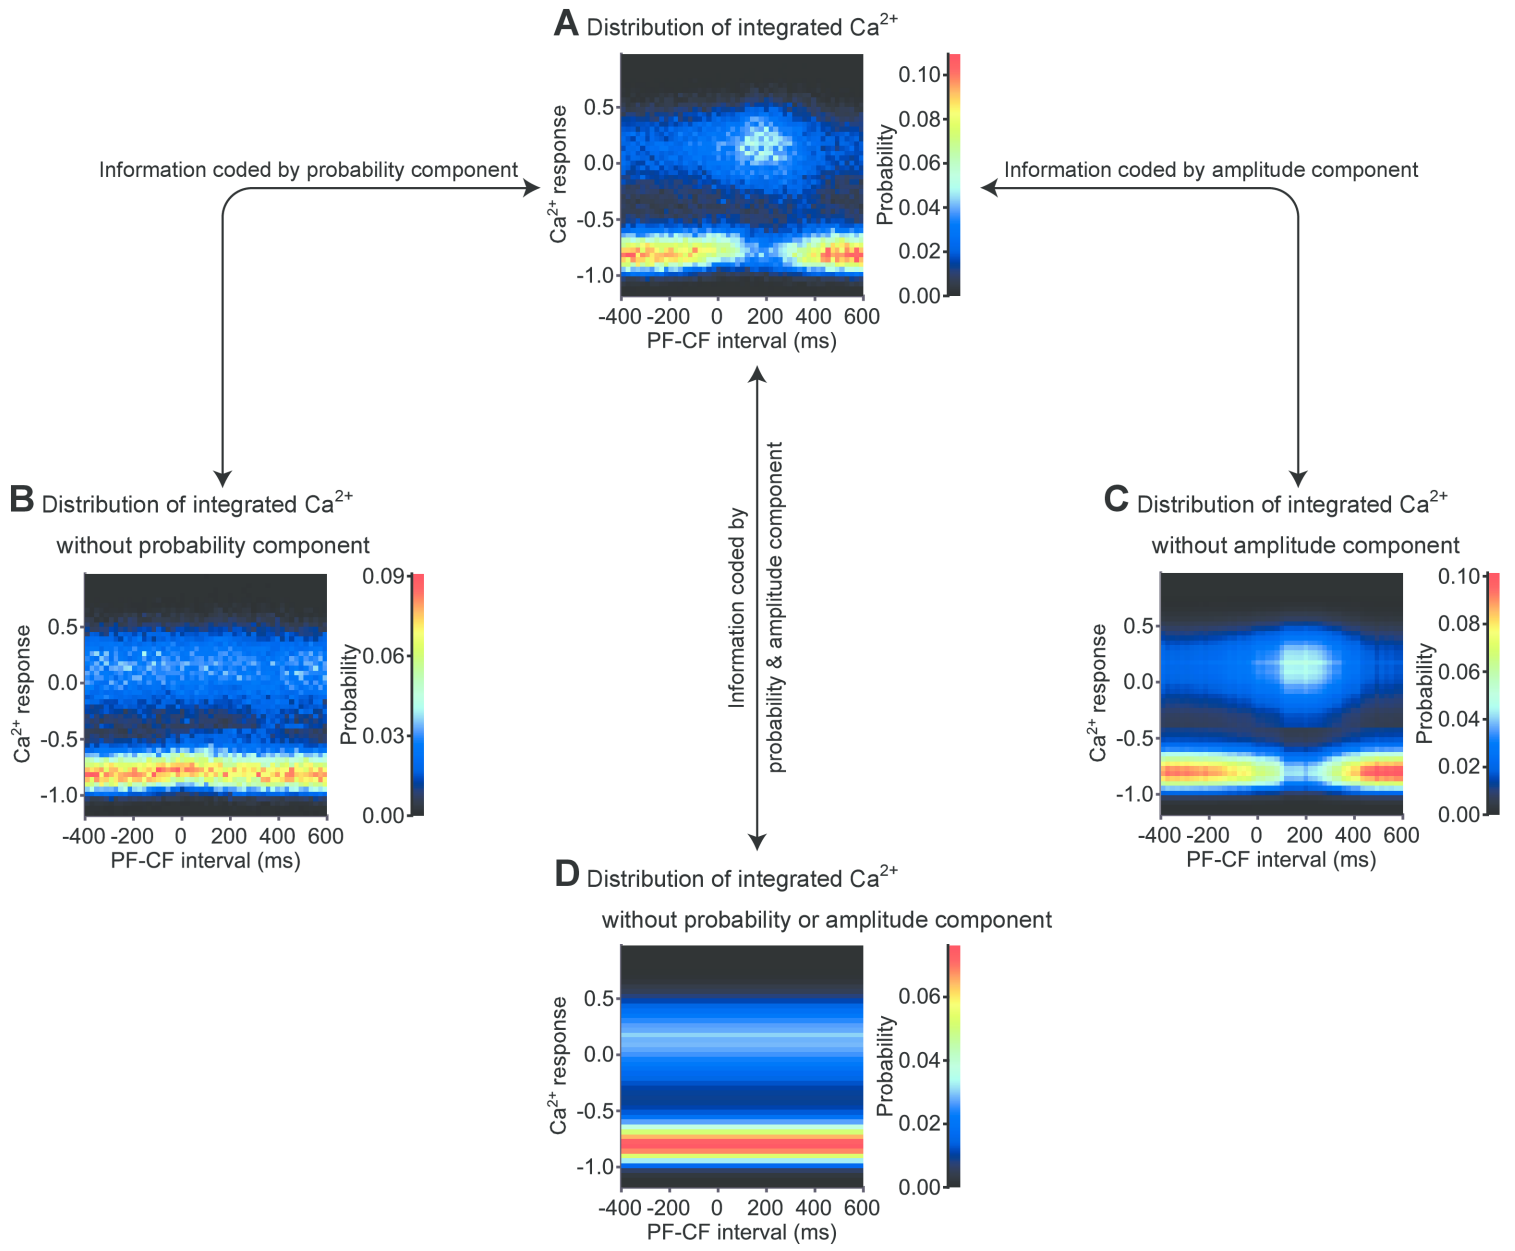 A Distribution of integrated Ca2+
0.10
0.08
0.06
0.04
0.02
0.00
Probability
0.5
0.0
-0.5
-1.0
Ca2+ response
-400 -200 0 200 400 600
PF-CF interval (ms)
Information coded by probability component
Information coded by amplitude component
Information coded by
probability & amplitude component
B Distribution of integrated Ca2+
without probability component
0.09
0.06
0.03
0.00
Probability
0.5
0.0
-0.5
-1.0
Ca2+ response
-400 -200 0 200 400 600
PF-CF interval (ms)
C Distribution of integrated Ca2+
without amplitude component
0.10
0.08
0.06
0.04
0.02
0.00
Probability
0.5
0.0
-0.5
-1.0
Ca2+ response
-400 -200 0 200 400 600
PF-CF interval (ms)
D Distribution of integrated Ca2+
without probability or amplitude component
0.06
0.04
0.02
0.00
Probability
0.5
0.0
-0.5
-1.0
Ca2+ response
-400 -200 0 200 400 600
PF-CF interval (ms)